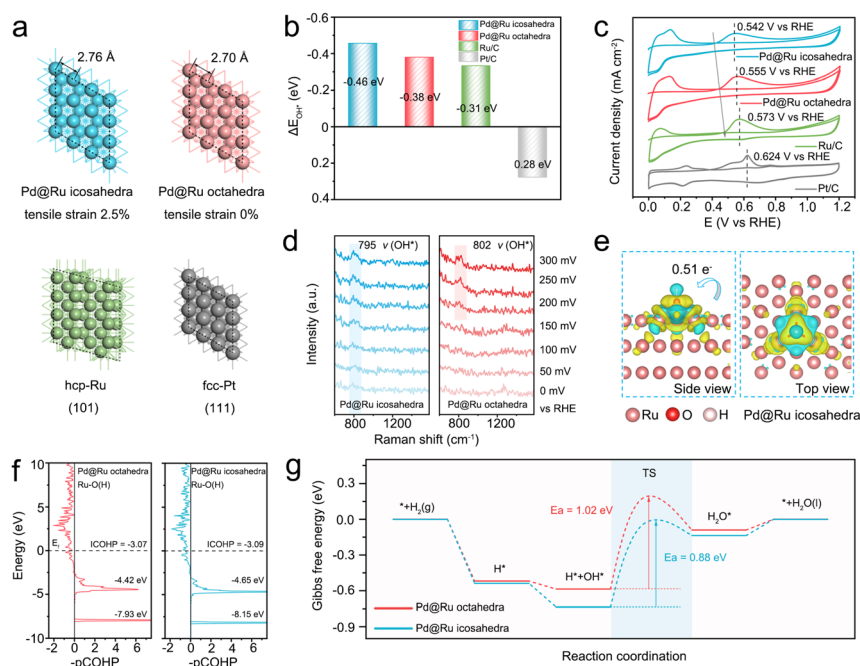 a
2.76 Å
2.70 Å
Pd@Ru icosahedra
tensile strain 2.5%
Pd@Ru octahedra
tensile strain 0%
hcp-Ru
(101)
fcc-Pt
(111)
b
ΔE OH* (eV)
-0.6
-0.4
-0.2
0
0.2
0.4
-0.46 eV
-0.38 eV
-0.31 eV
0.28 eV
Pd@Ru icosahedra
Pd@Ru octahedra
Ru/C
Pt/C
c
Current density (mA cm-2)
0.542 V vs RHE
Pd@Ru icosahedra
0.555 V vs RHE
Pd@Ru octahedra
0.573 V vs RHE
Ru/C
0.624 V vs RHE
Pt/C
0.0 0.3 0.6 0.9 1.2
E (V vs RHE)
d
Intensity (a.u.)
795 v (OH*)
802 v (OH*)
300 mV
250 mV
200 mV
150 mV
100 mV
50 mV
0 mV
vs RHE
Pd@Ru icosahedra
Pd@Ru octahedra
800 1200 800 1200
Raman shift (cm-1)
e
0.51 e-
Side view
Top view
Ru O H Pd@Ru icosahedra
f
Energy (eV)
10
5
0
-5
-10
Pd@Ru octahedra
Ru-O(H)
Ef
ICOHP = -3.07
-4.42 eV
-7.93 eV
-2 0 2 4 6
-pCOHP
Pd@Ru icosahedra
Ru-O(H)
ICOHP = -3.09
-4.65 eV
-8.15 eV
-2 0 2 4 6
-pCOHP
g
Gibbs free energy (eV)
0.0
-0.3
-0.6
-0.9
*+H2(g)
H*
H*+OH*
TS
Ea = 1.02 eV
Ea = 0.88 eV
H2O*
*+H2O(l)
Pd@Ru octahedra
Pd@Ru icosahedra
Reaction coordination